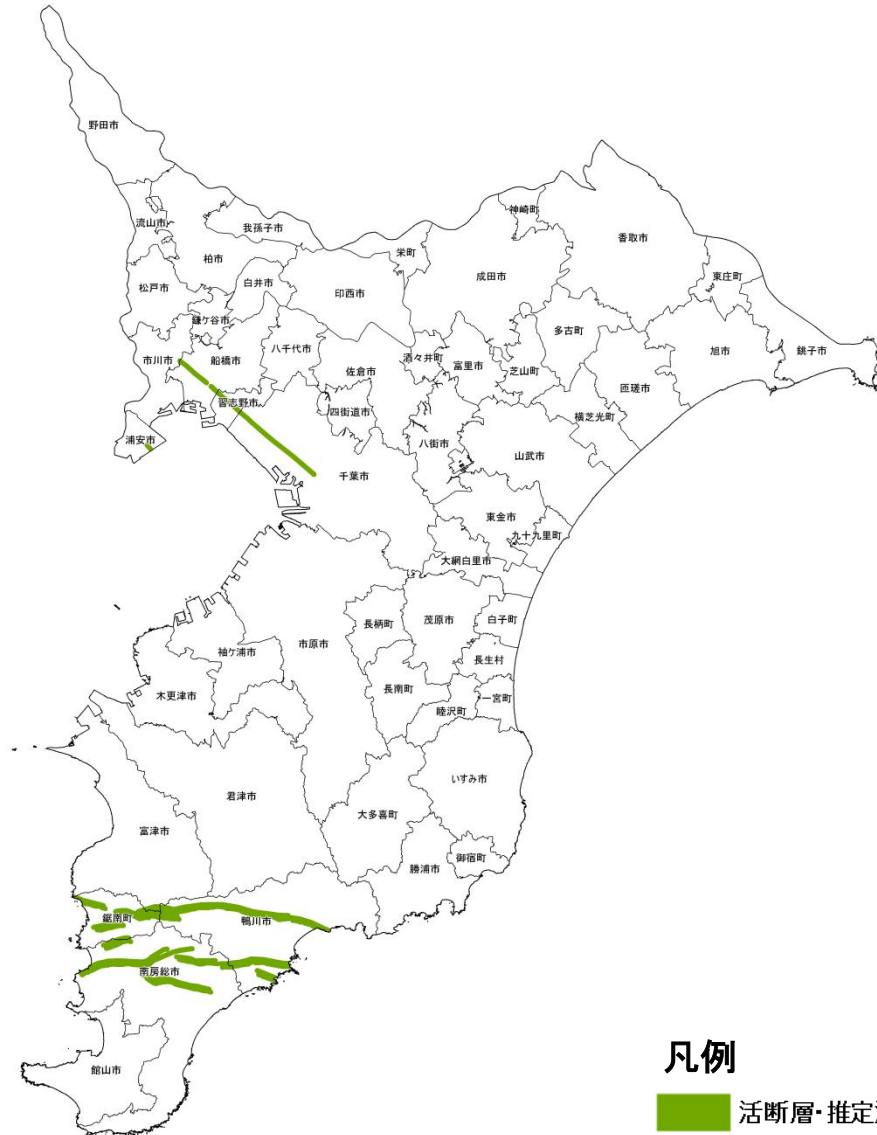 野田市
流山市
我孫子市
柏市
松戸市
白井市
鎌ケ谷市
市川市
船橋市
八千代市
印西市
栄町
成田市
神崎町
香取市
東庄町
銚子市
旭市
多古町
匝瑳市
横芝光町
芝山町
富里市
酒々井町
佐倉市
四街道市
習志野市
浦安市
千葉市
八街市
山武市
東金市
九十九里町
大網白里市
白子町
茂原市
長柄町
長生村
市原市
袖ケ浦市
木更津市
長南町
睦沢町
一宮町
いすみ市
大多喜町
君津市
富津市
勝浦市
御宿町
鋸南町
鴨川市
南房総市
館山市
凡例
活断層・推定